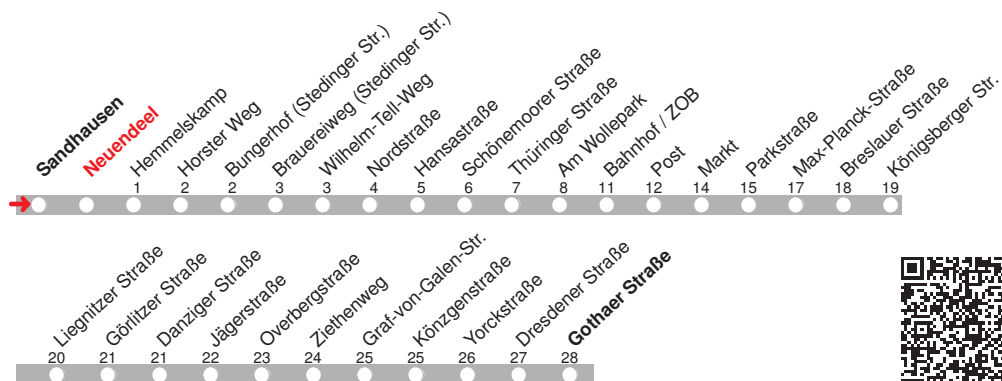 Sandhausen
Neuendeel
Hemmelskamp
Horster Weg
Bungerhof (Stedinger Str.)
Brauereiweg (Stedinger Str.)
Wilhelm-Tell-Weg
Nordstraße
Hansastraße
Schönemoorer Straße
Thüringer Straße
Am Wollepark
Bahnhof / ZOB
Post
Markt
Parkstraße
Max-Planck-Straße
Breslauer Straße
Königsberger Str.
1 2 2 3 3 4 5 6 7 8 11 12 14 15 17 18 19
Liegnitzer Straße
Görlitzer Straße
Danziger Straße
Jägerstraße
Overbergstraße
Ziethenweg
Graf-von-Galen-Str.
Könzgenstraße
Yorckstraße
Dresdener Straße
Gothaer Straße
20 21 21 22 23 24 25 25 26 27 28